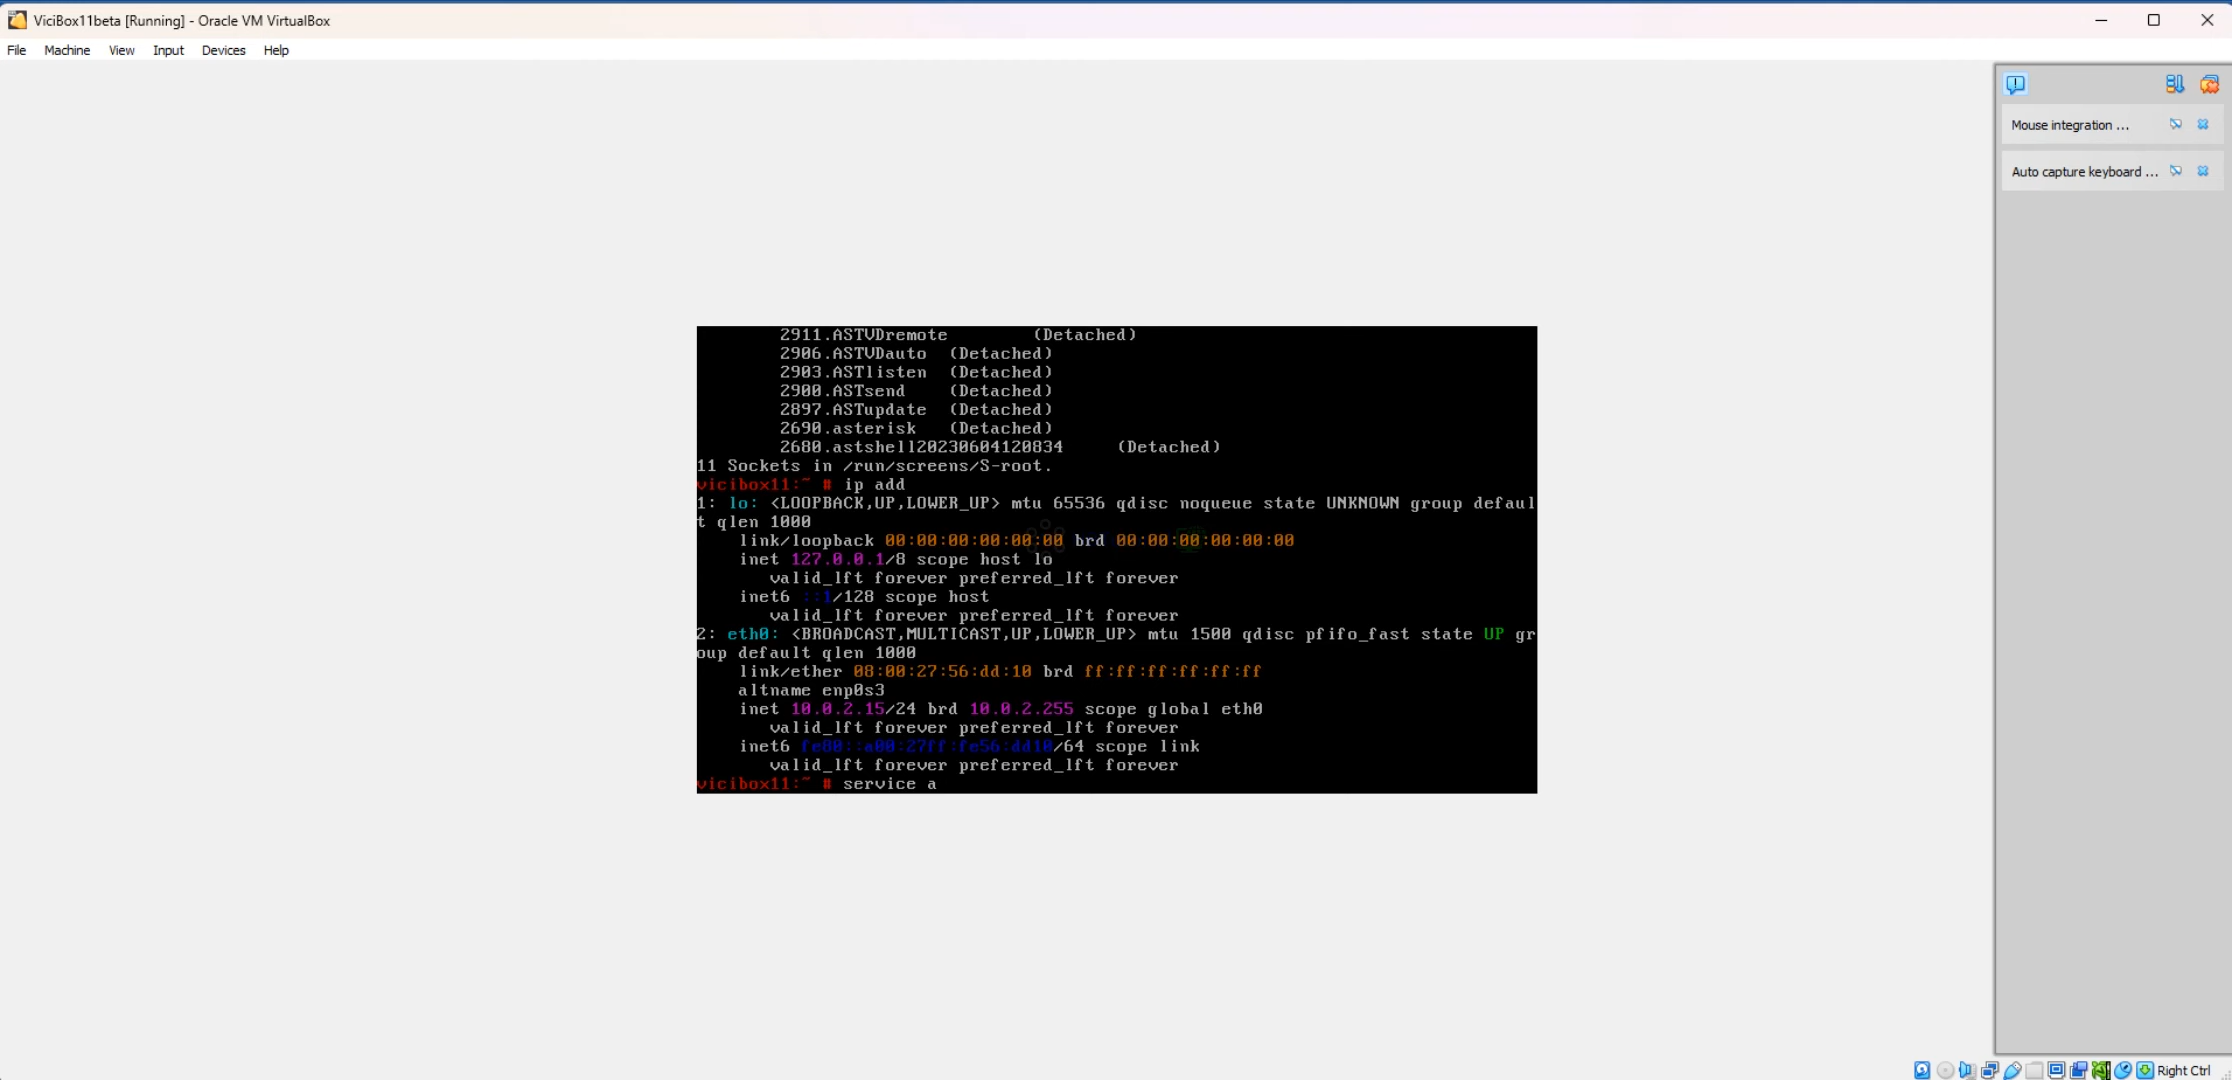 ViciBox11beta [Running] - Oracle VM VirtualBox
File Machine View Input Devices Help
Mouse integration ...
Auto capture keyboard ...
2911.ASTVDremote (Detached)
2906.ASTVDauto (Detached)
2903.ASTlisten (Detached)
2900.ASTsend (Detached)
2897.ASTupdate (Detached)
2690.asterisk (Detached)
2680.astshell20230604120834 (Detached)
11 Sockets in /run/screens/S-root.
vicibox11:~ # ip add
1: lo: <LOOPBACK,UP,LOWER_UP> mtu 65536 qdisc noqueue state UNKNOWN group defaul
t qlen 1000
link/loopback 00:00:00:00:00:00 brd 00:00:00:00:00:00
inet 127.0.0.1/8 scope host lo
valid_lft forever preferred_lft forever
inet6 ::1/128 scope host
valid_lft forever preferred_lft forever
2: eth0: <BROADCAST,MULTICAST,UP,LOWER_UP> mtu 1500 qdisc pfifo_fast state UP gr
oup default qlen 1000
link/ether 08:00:27:56:dd:10 brd ff:ff:ff:ff:ff:ff
altname enp0s3
inet 10.0.2.15/24 brd 10.0.2.255 scope global eth0
valid_lft forever preferred_lft forever
inet6 fe80::a00:27ff:fe56:dd10/64 scope link
valid_lft forever preferred_lft forever
vicibox11:~ # service a
Right Ctrl